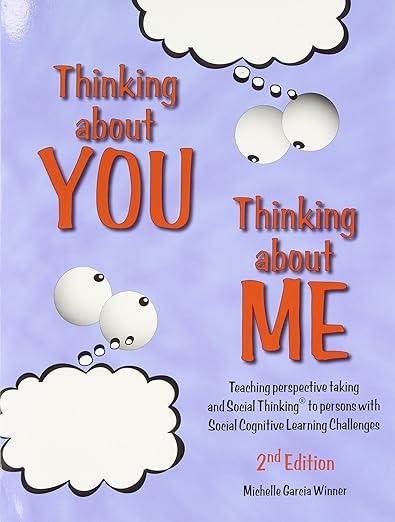 Thinking
about
YOU
Thinking
about
ME
Teaching perspective taking
and Social Thinking® to persons with
Social Cognitive Learning Challenges
2nd Edition
Michelle Garcia Winner